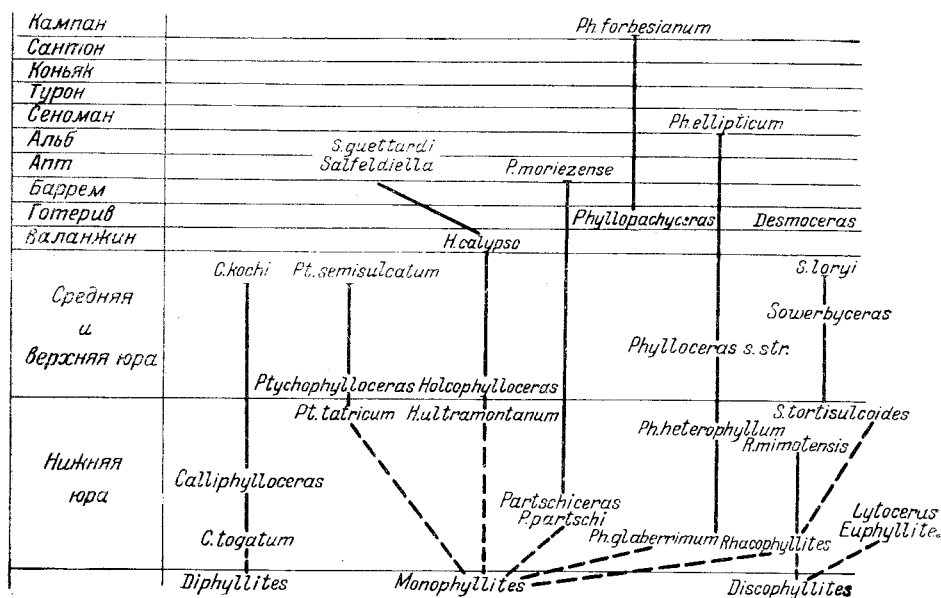 Кампан
Ph. forbesianum
Сантон
Коньяк
Турон
Сеноман
Ph. ellipticum
Альб
S. guettardi
Апт
Salfeldiella
P. moriezense
Баррем
Готерив
Phyllopachyceras
Desmoceras
Валанжин
H. calypso
C. kochi
Pt. semisulcatum
S. loryi
Средняя
и
верхняя юра
Sowerbyceras
Phylloceras s. str.
Ptychophylloceras
Holcophylloceras
Pt. tatricum
H. ultramontanum
S. tortisulcoides
Ph. heterophyllum
R. mimatensis
Нижняя
юра
Calliphylloceras
Partschiceras
P. partschi
Lytoceras
Euphyllite.
C. togatum
Ph. glaberrimum
Rhacophyllites
Diphyllites
Monophyllites
Discophyllites